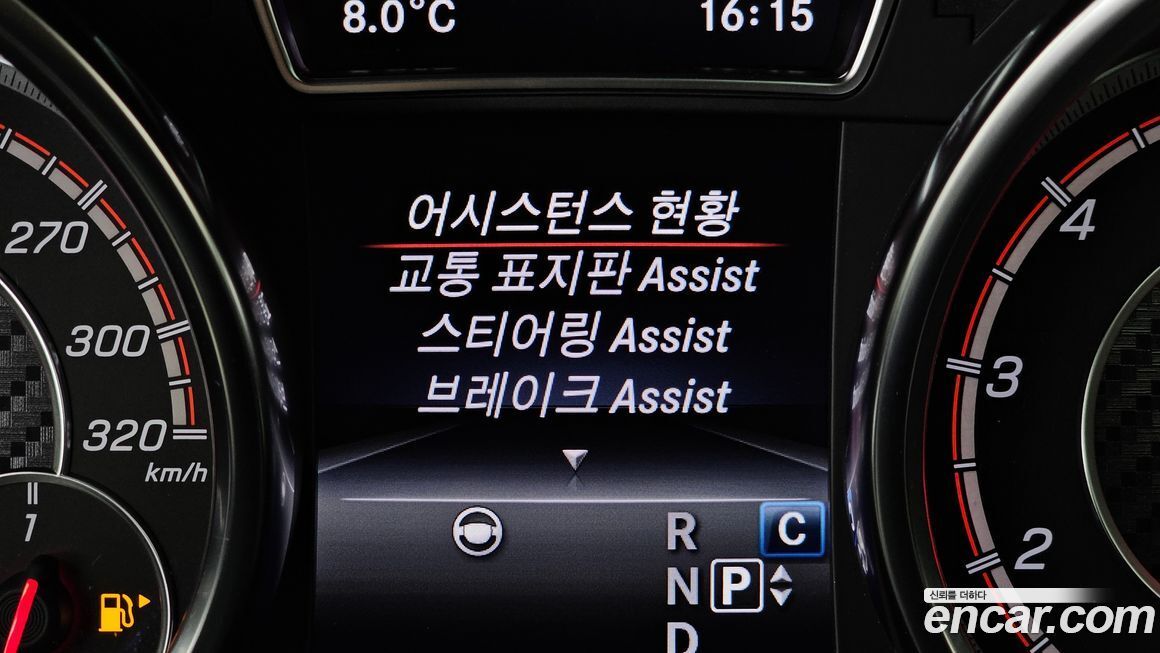 8.0°C
16:15
어시스턴스 현황
교통 표지판 Assist
스티어링 Assist
브레이크 Assist
270
300
320
km/h
1
4
3
2
R
C
N P
D
신뢰를 더하다
encar.com